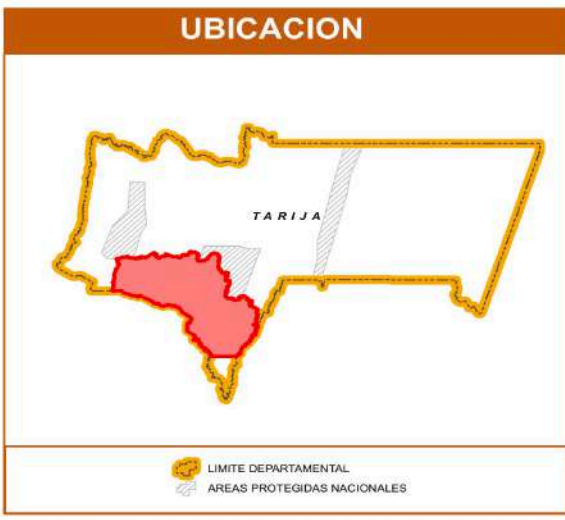 UBICACION
TARIJA
LIMITE DEPARTAMENTAL
AREAS PROTEGIDAS NACIONALES